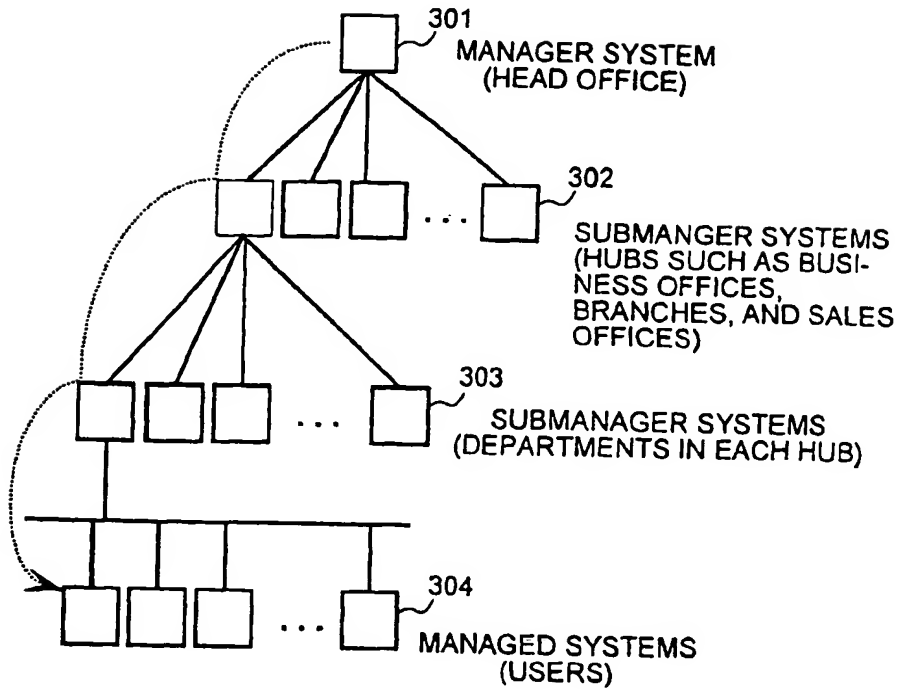 301
MANAGER SYSTEM
(HEAD OFFICE)
302
SUBMANGER SYSTEMS
(HUBS SUCH AS BUSI-
NESS OFFICES,
BRANCHES, AND SALES
OFFICES)
303
SUBMANAGER SYSTEMS
(DEPARTMENTS IN EACH HUB)
304
MANAGED SYSTEMS
(USERS)